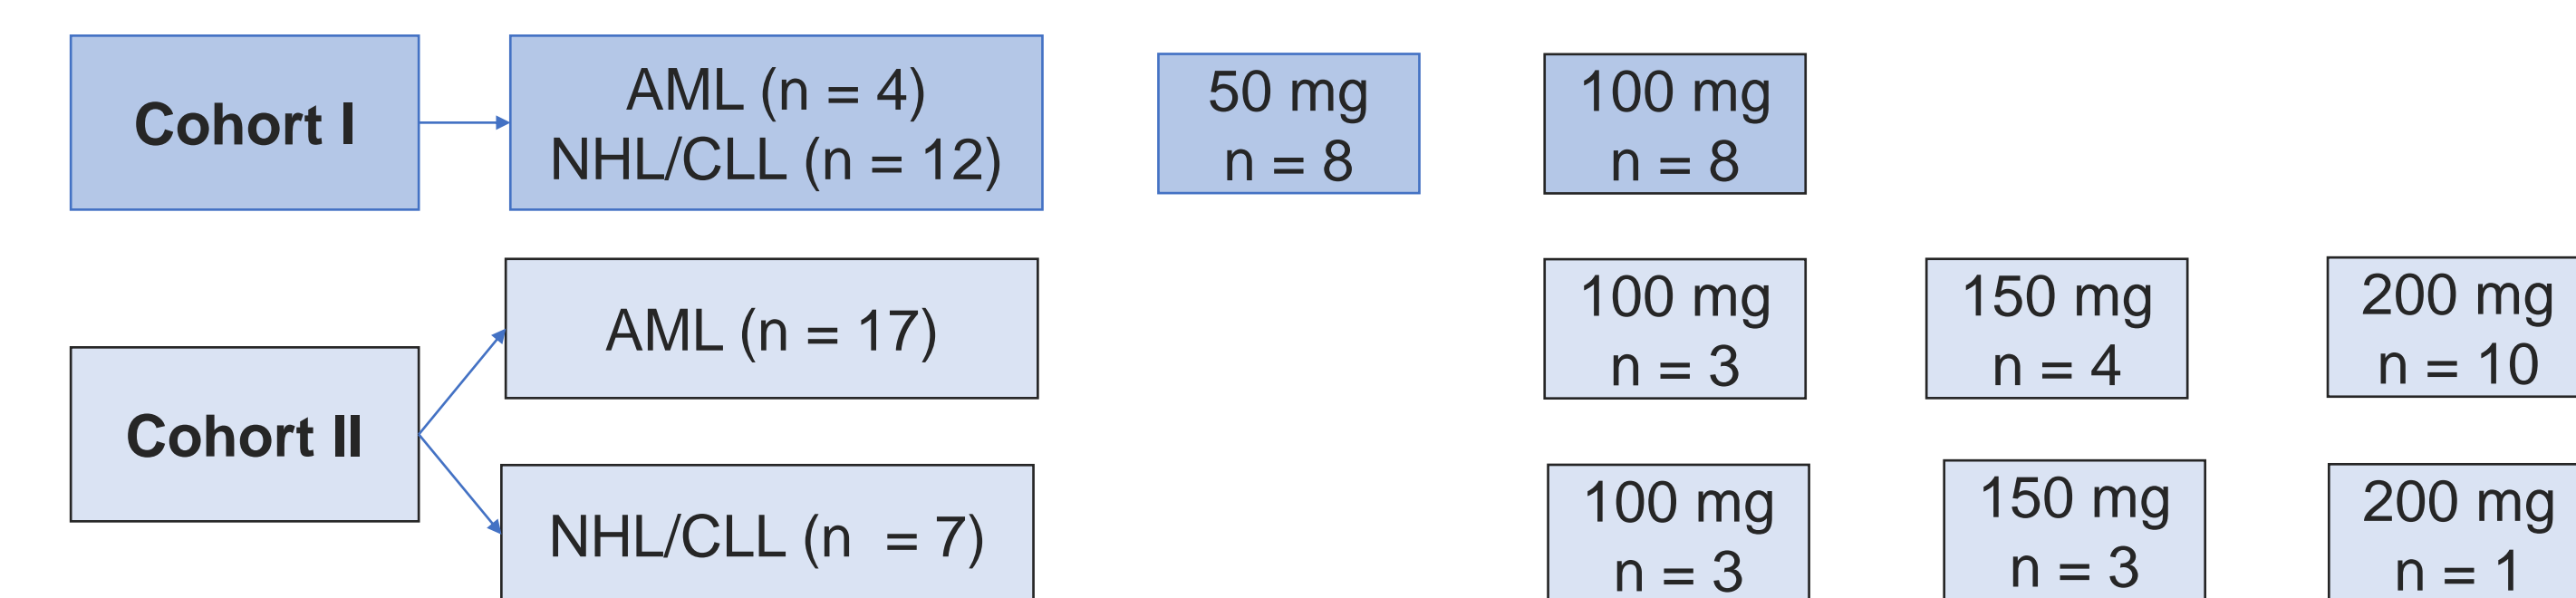 Cohort I
AML (n = 4)
NHL/CLL (n = 12)
50 mg
n = 8
100 mg
n = 8
Cohort II
AML (n = 17)
100 mg
n = 3
150 mg
n = 4
200 mg
n = 10
NHL/CLL (n  = 7)
100 mg
n = 3
150 mg
n = 3
200 mg
n = 1